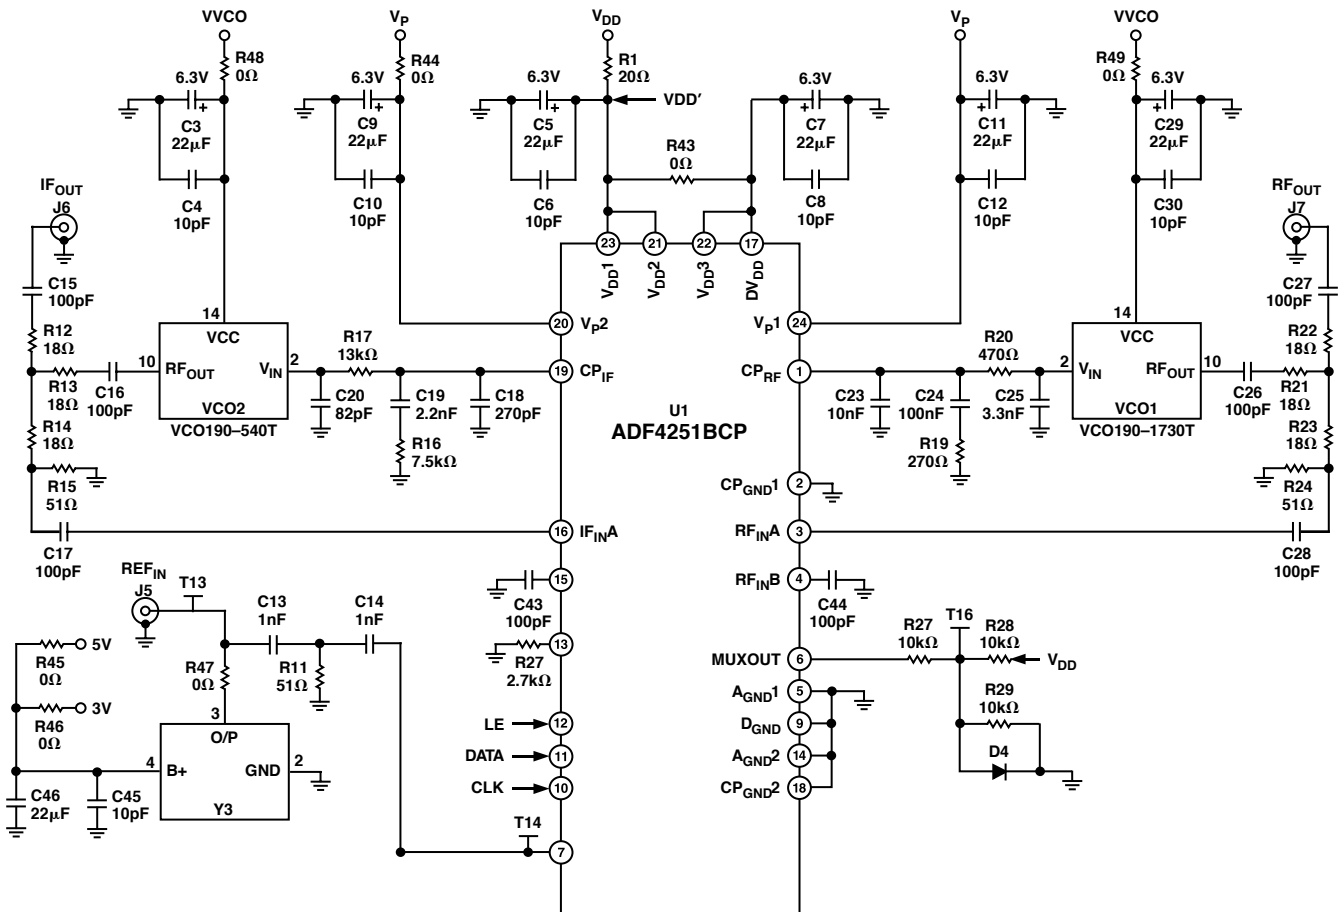 VVCO
VP
VDD
VP
VVCO
R48
0Ω
R44
0Ω
R1
20Ω
R49
0Ω
6.3V
6.3V
6.3V
6.3V
6.3V
6.3V
VDD'
+
+
+
+
+
+
C3
22μF
C9
22μF
C5
22μF
C7
22μF
C11
22μF
C29
22μF
R43
0Ω
C4
10pF
C10
10pF
C6
10pF
C8
10pF
C12
10pF
C30
10pF
IFOUT
J6
RFOUT
J7
23
21
22
17
VDD1
VDD2
VDD3
DVDD
C15
100pF
C27
100pF
R12
18Ω
R22
18Ω
14
VCC
10
RFOUT
VIN
2
VCO2
VCO190–540T
R13
18Ω
C16
100pF
R14
18Ω
R15
51Ω
C17
100pF
R17
13kΩ
C20
82pF
C19
2.2nF
C18
270pF
R16
7.5kΩ
20
VP2
19
CPIF
U1
ADF4251BCP
VP1
24
CPRF
1
R20
470Ω
C23
10nF
C24
100nF
C25
3.3nF
R19
270Ω
14
VCC
2
VIN
RFOUT
10
VCO1
VCO190–1730T
C26
100pF
R21
18Ω
R23
18Ω
R24
51Ω
C28
100pF
CPGND1
2
16
IFINA
RFINA
3
REFIN
J5
T13
C13
1nF
C14
1nF
15
C43
100pF
RFINB
4
C44
100pF
13
R27
2.7kΩ
R45
0Ω
5V
R46
0Ω
3V
R47
0Ω
R11
51Ω
3
O/P
4
B+
GND
2
Y3
C46
22μF
C45
10pF
LE
12
DATA
11
CLK
10
T14
7
MUXOUT
6
R27
10kΩ
T16
R28
10kΩ
VDD
AGND1
5
DGND
9
AGND2
14
CPGND2
18
R29
10kΩ
D4